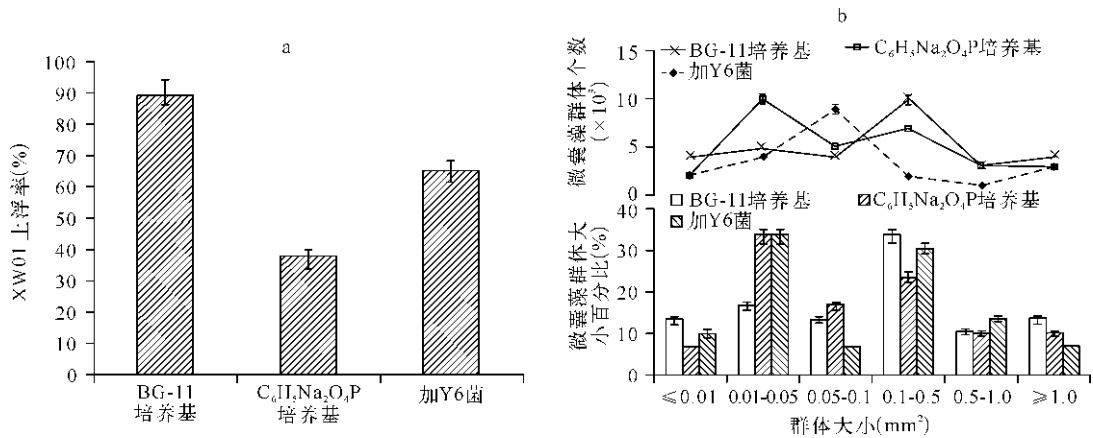 a
XW01上浮率(%)
100
90
80
70
60
50
40
30
20
10
0
BG-11
培养基
C₆H₅Na₂O₄P
培养基
加Y6菌
b
微囊藻群体个数
(×10³)
15
10
5
0
BG-11培养基
C₆H₅Na₂O₄P培养基
加Y6菌
微囊藻群体大
小百分比(%)
40
30
20
10
0
BG-11培养基
C₆H₅Na₂O₄P培养基
加Y6菌
≤0.01
0.01-0.05
0.05-0.1
0.1-0.5
0.5-1.0
≥1.0
群体大小(mm²)